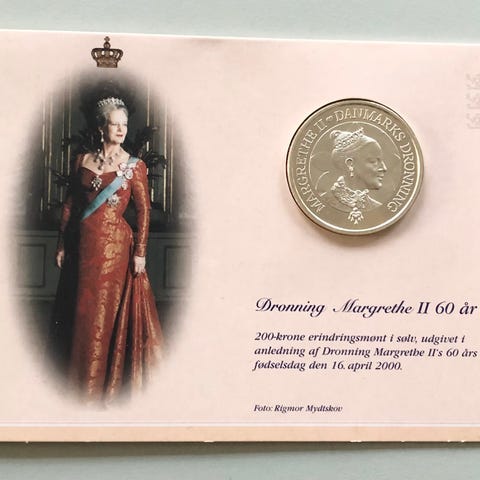 MARGRETHE II DANMARKS DRONNING
Dronning Margrethe II 60 år
200-krone erindringsmønt i sølv, udgivet i
anledning af Dronning Margrethe II's 60 års
fødselsdag den 16. april 2000.
Foto: Rigmor Mydtskov